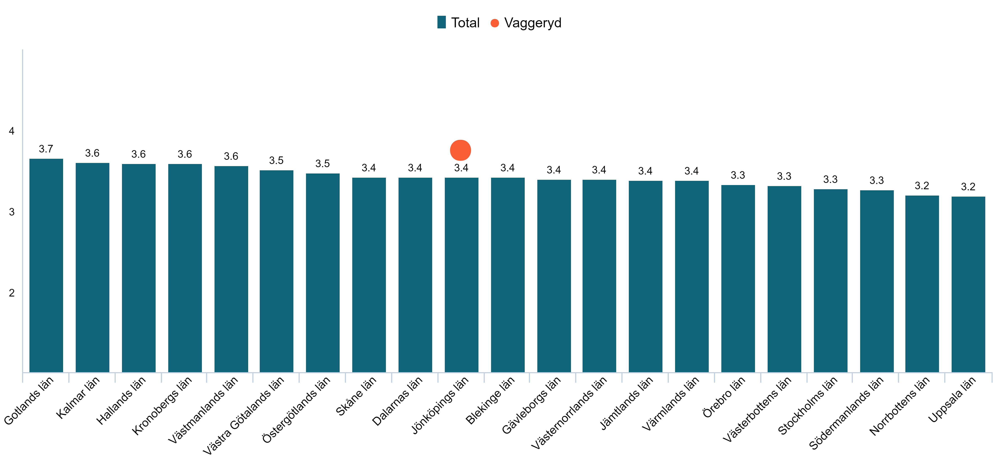 Total Vaggeryd
4
3
2
3.7 3.6 3.6 3.6 3.6 3.5 3.5 3.4 3.4 3.4 3.4 3.4 3.4 3.4 3.4 3.3 3.3 3.3 3.3 3.2 3.2
Gotlands län
Kalmar län
Hallands län
Kronobergs län
Västmanlands län
Västra Götalands län
Östergötlands län
Skåne län
Dalarnas län
Jönköpings län
Blekinge län
Gävleborgs län
Västernorrlands län
Jämtlands län
Värmlands län
Örebro län
Västerbottens län
Stockholms län
Södermanlands län
Norrbottens län
Uppsala län